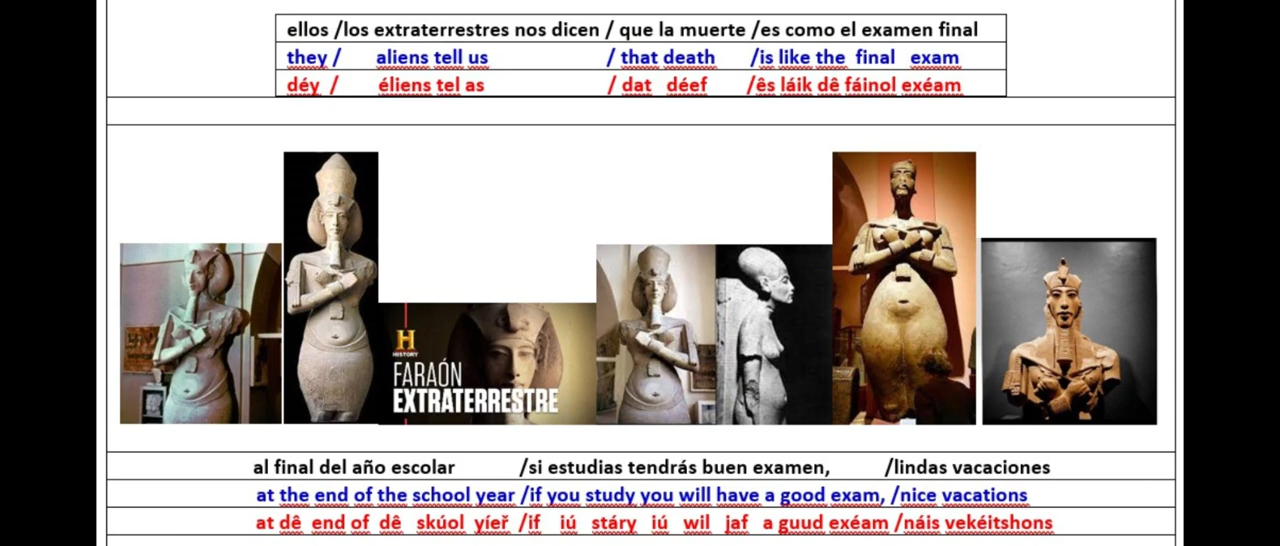 ellos /los extraterrestres nos dicen / que la muerte /es como el examen final
they / aliens tell us / that death /is like the final exam
déy / éliens tel as / dat déef /ês láik dê fáinol exéam
H
HISTORY
FARAÓN
EXTRATERRESTRE
al final del año escolar /si estudias tendrás buen examen, /lindas vacaciones
at the end of the school year /if you study you will have a good exam, /nice vacations
at dê end of dê skúol yíeř /if iú stáry iú wil jaf a guud exéam /náis vekéitshons